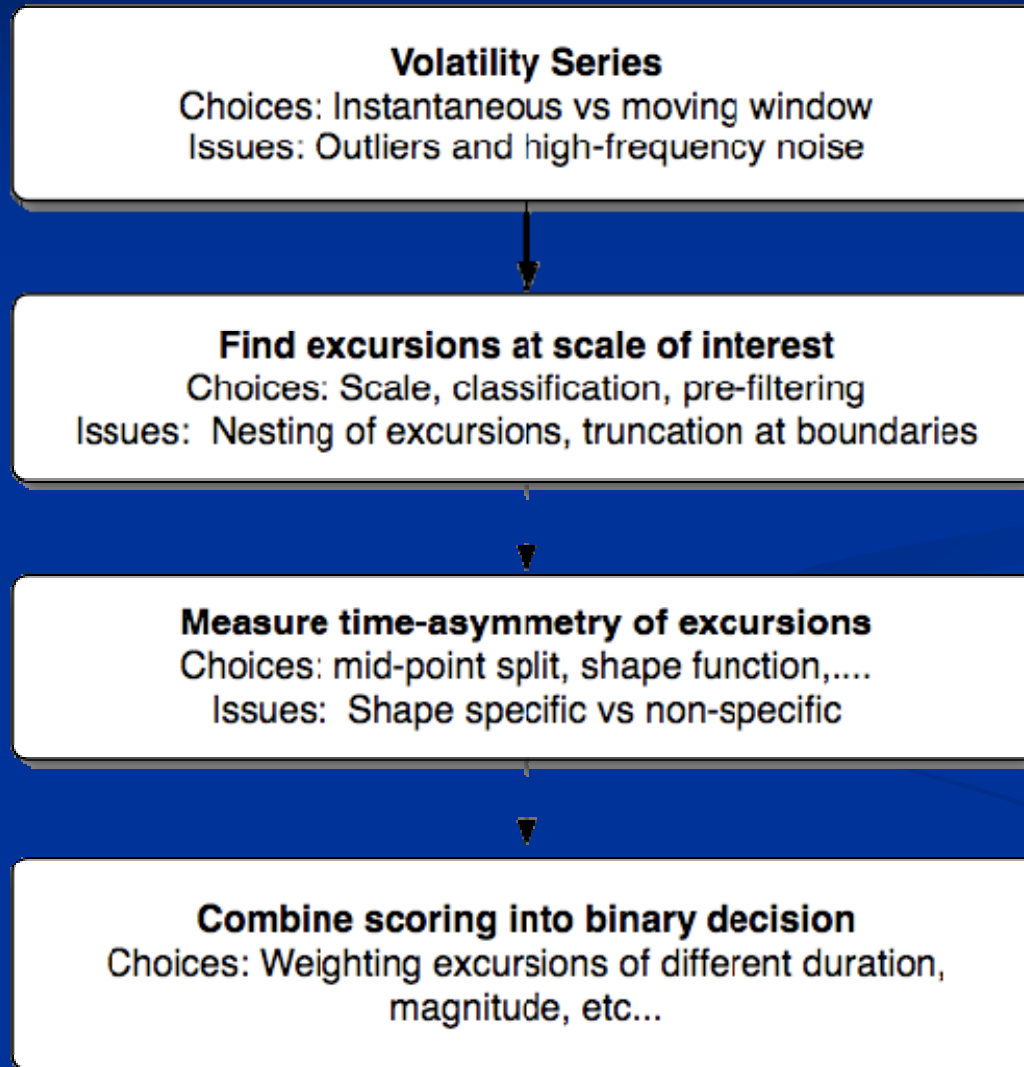 Volatility Series
Choices: Instantaneous vs moving window
Issues: Outliers and high-frequency noise
Find excursions at scale of interest
Choices: Scale, classification, pre-filtering
Issues:  Nesting of excursions, truncation at boundaries
Measure time-asymmetry of excursions
Choices: mid-point split, shape function,....
Issues:  Shape specific vs non-specific
Combine scoring into binary decision
Choices: Weighting excursions of different duration,
magnitude, etc...